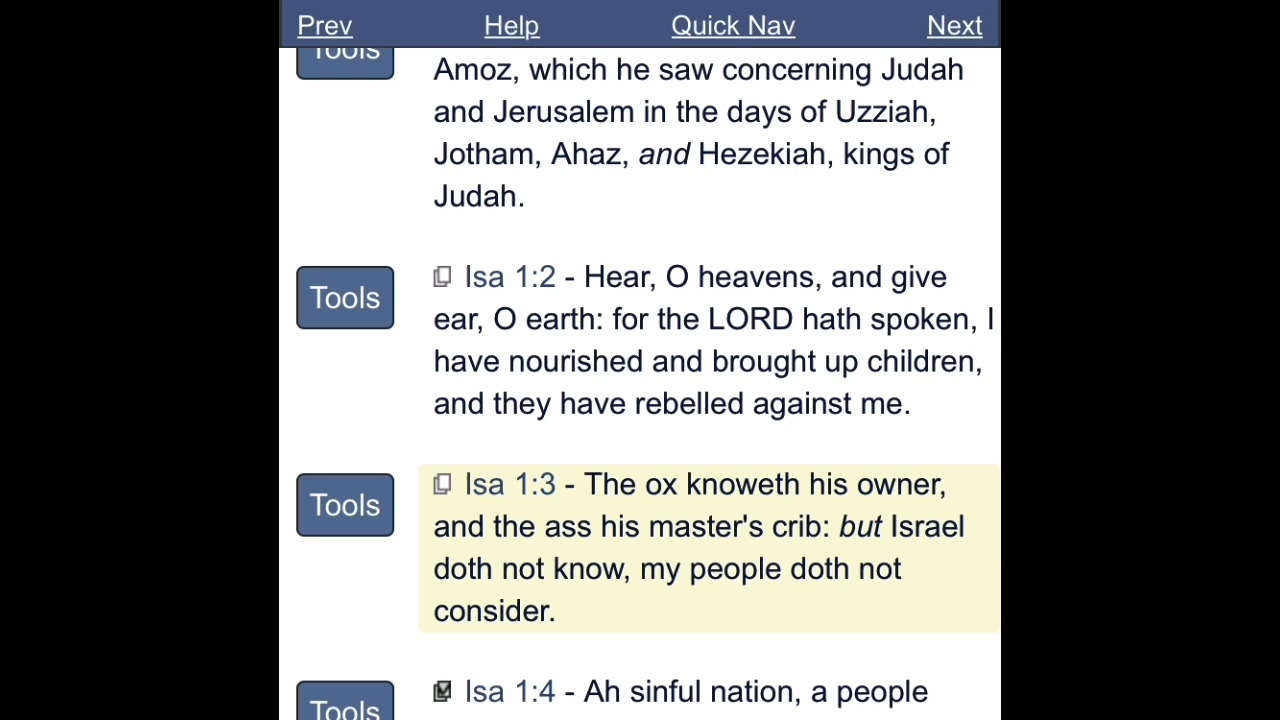 Prev Help Quick Nav Next
Tools
Amoz, which he saw concerning Judah
and Jerusalem in the days of Uzziah,
Jotham, Ahaz, and Hezekiah, kings of
Judah.
Tools
Isa 1:2 - Hear, O heavens, and give
ear, O earth: for the LORD hath spoken, I
have nourished and brought up children,
and they have rebelled against me.
Tools
Isa 1:3 - The ox knoweth his owner,
and the ass his master's crib: but Israel
doth not know, my people doth not
consider.
Tools
Isa 1:4 - Ah sinful nation, a people